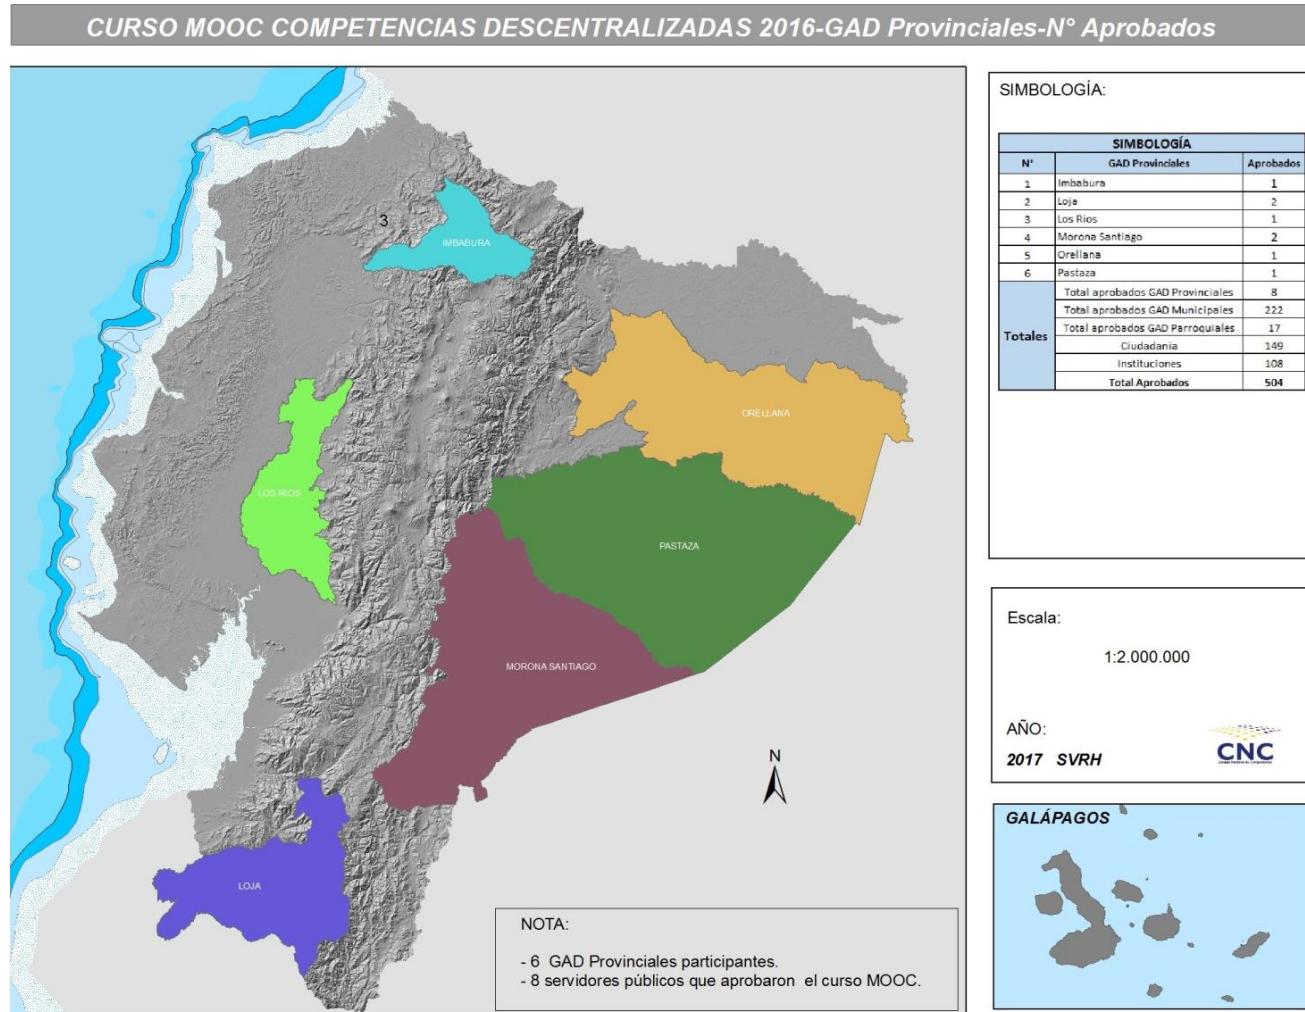 CURSO MOOC COMPETENCIAS DESCENTRALIZADAS 2016-GAD Provinciales-N° Aprobados
3
IMBABURA
ORELLANA
LOS RIOS
PASTAZA
MORONA SANTIAGO
LOJA
N
NOTA:
- 6 GAD Provinciales participantes.
- 8 servidores públicos que aprobaron el curso MOOC.
SIMBOLOGÍA:
SIMBOLOGÍA
N° GAD Provinciales Aprobados
1 Imbabura 1
2 Loja 2
3 Los Rios 1
4 Morona Santiago 2
5 Orellana 1
6 Pastaza 1
Totales
Total aprobados GAD Provinciales 8
Total aprobados GAD Municipales 222
Total aprobados GAD Parroquiales 17
Ciudadania 149
Instituciones 108
Total Aprobados 504
Escala:
1:2.000.000
AÑO:
2017 SVRH
CNC
Consejo Nacional de Competencias
GALÁPAGOS